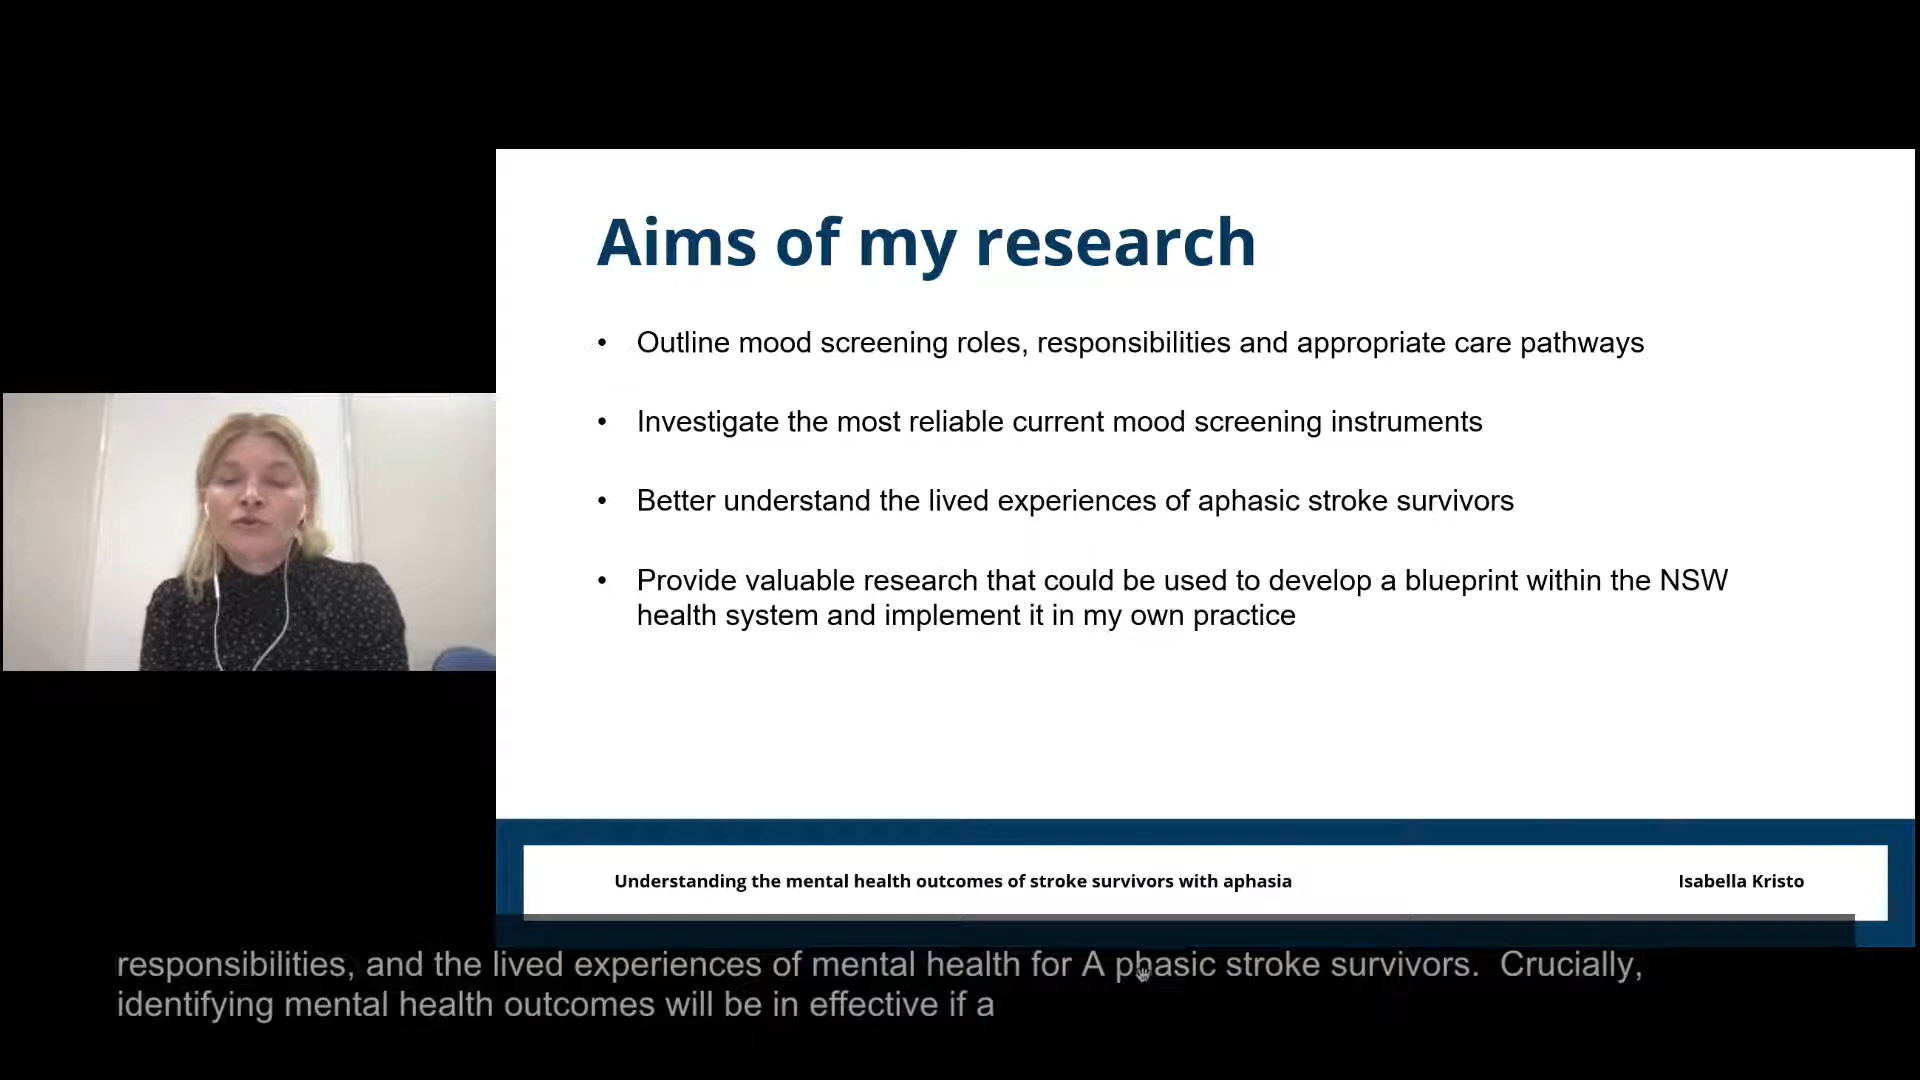 Aims of my research
• Outline mood screening roles, responsibilities and appropriate care pathways
• Investigate the most reliable current mood screening instruments
• Better understand the lived experiences of aphasic stroke survivors
• Provide valuable research that could be used to develop a blueprint within the NSW
health system and implement it in my own practice
Understanding the mental health outcomes of stroke survivors with aphasia Isabella Kristo
responsibilities, and the lived experiences of mental health for A phasic stroke survivors. Crucially,
identifying mental health outcomes will be in effective if a